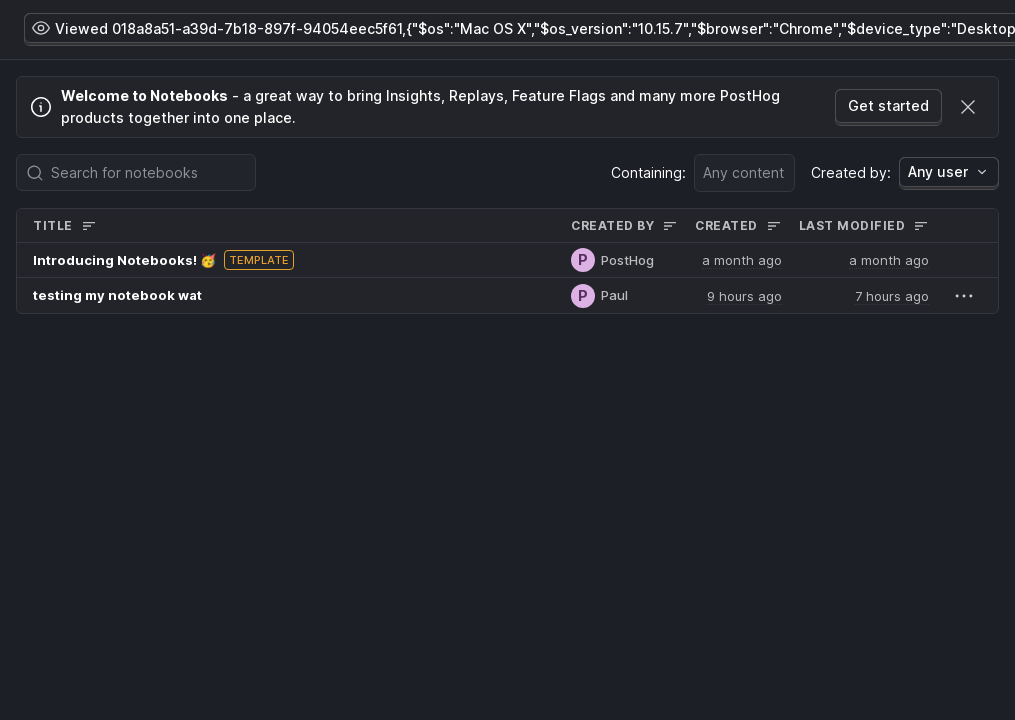 Viewed 018a8a51-a39d-7b18-897f-94054eec5f61,{"$os":"Mac OS X","$os_version":"10.15.7","$browser":"Chrome","$device_type":"Desktop
Welcome to Notebooks - a great way to bring Insights, Replays, Feature Flags and many more PostHog
products together into one place.
Get started
Search for notebooks
Containing: Any content Created by: Any user
TITLE CREATED BY CREATED LAST MODIFIED
Introducing Notebooks! 🥳 TEMPLATE P PostHog a month ago a month ago
testing my notebook wat P Paul 9 hours ago 7 hours ago